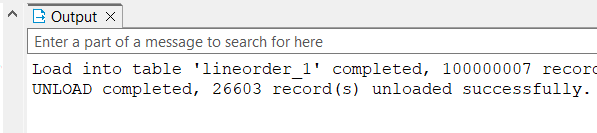 Output
Enter a part of a message to search for here
Load into table 'lineorder_1' completed, 100000007
UNLOAD completed, 26603 record(s) unloaded successfully.